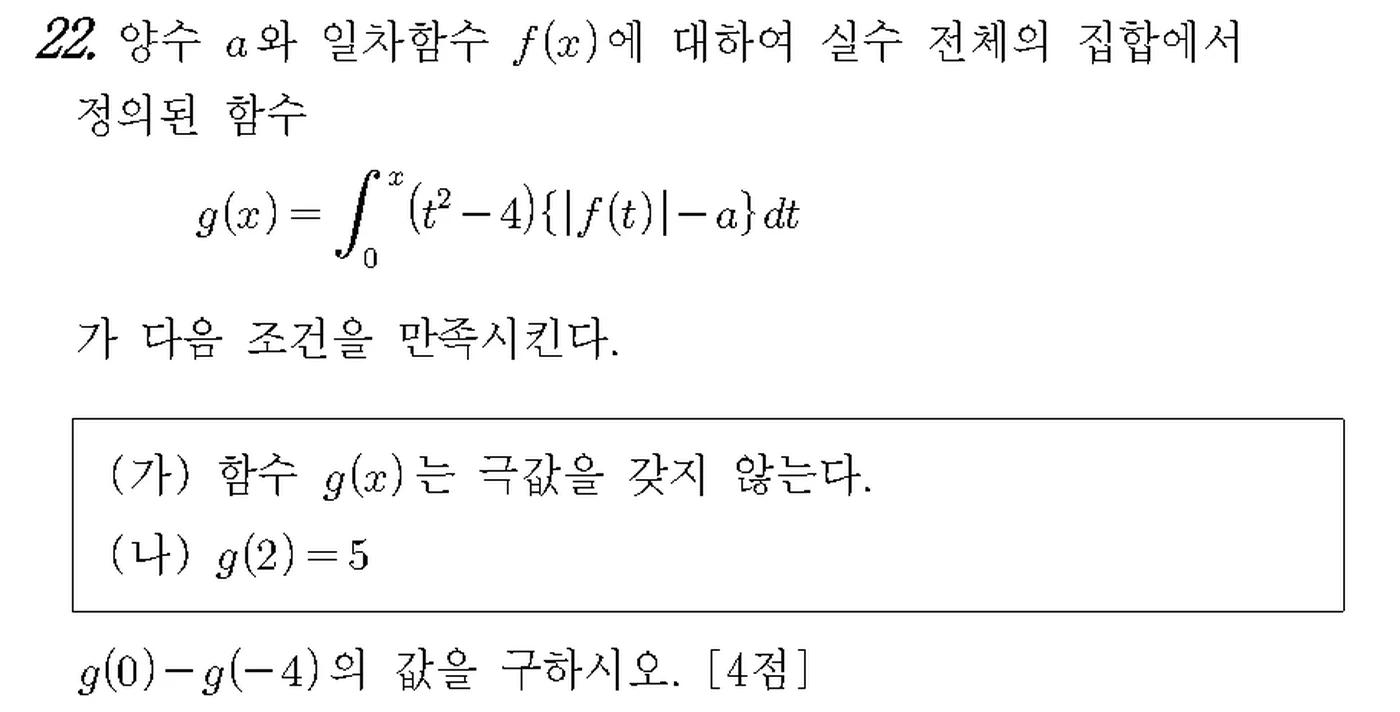 22. 양수 a와 일차함수 f(x)에 대하여 실수 전체의 집합에서
정의된 함수
g(x)=∫₀ˣ(t²−4){|f(t)|−a}dt
가 다음 조건을 만족시킨다.
(가) 함수 g(x)는 극값을 갖지 않는다.
(나) g(2)=5
g(0)−g(−4)의 값을 구하시오. [4점]